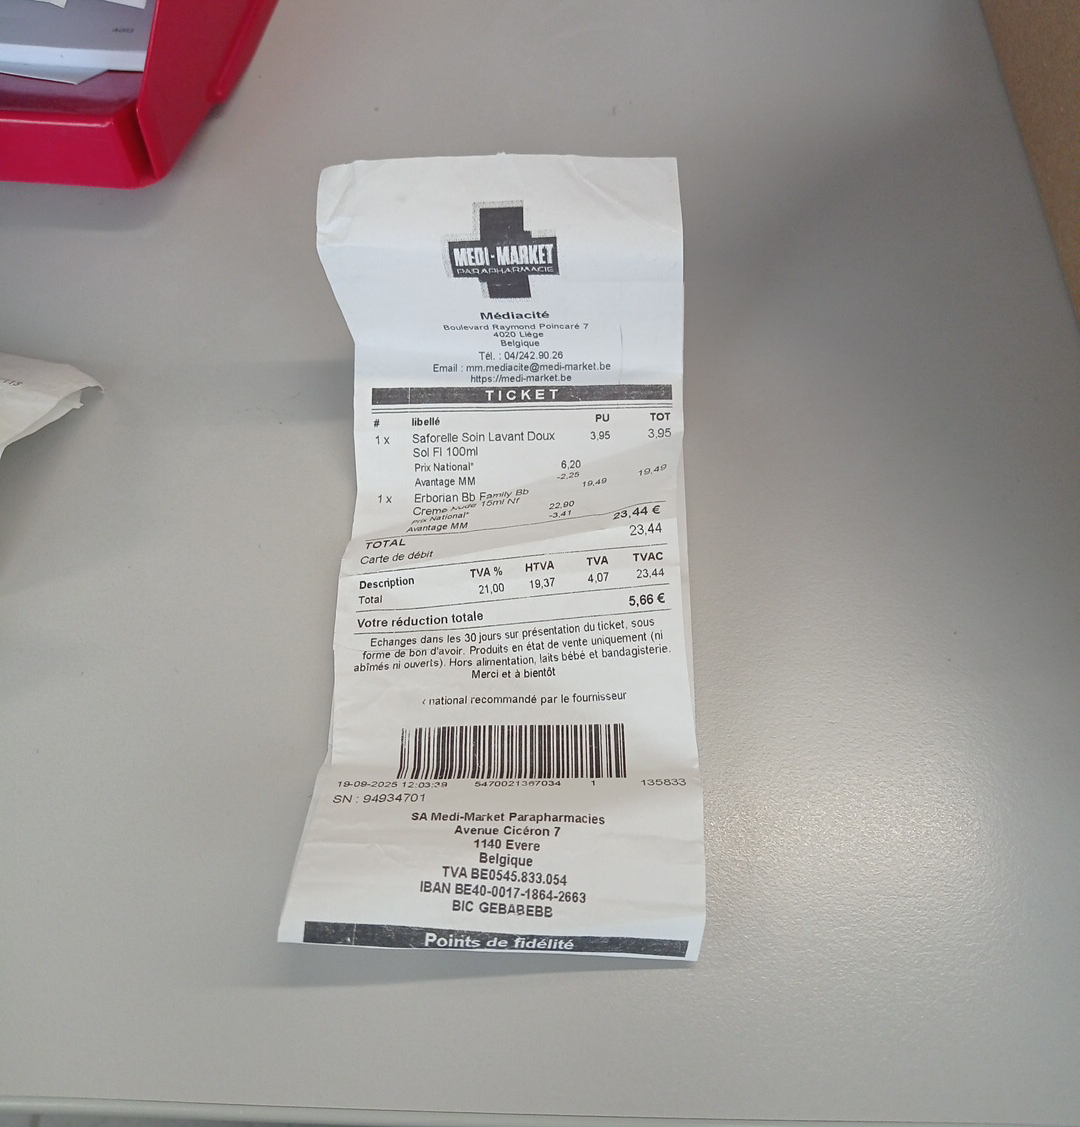 MEDI-MARKET
PARAPHARMACIE
Médiacité
Boulevard Raymond Poincaré 7
4020 Liège
Belgique
Tél. : 04/242.90.26
Email : mm.mediacite@medi-market.be
https://medi-market.be
TICKET
# libellé PU TOT
1 x Saforelle Soin Lavant Doux 3,95 3,95
Sol Fl 100ml
Prix National* 6,20
Avantage MM -2,25
1 x Erborian Bb Family Bb 19,49 19,49
Creme Nude 15ml Nf
Prix National* 22,90
Avantage MM -3,41
TOTAL 23,44 €
Carte de débit 23,44
Description TVA % HTVA TVA TVAC
Total 21,00 19,37 4,07 23,44
Votre réduction totale 5,66 €
Echanges dans les 30 jours sur présentation du ticket, sous
forme de bon d'avoir. Produits en état de vente uniquement (ni
abîmés ni ouverts). Hors alimentation, laits bébé et bandagisterie.
Merci et à bientôt
national recommandé par le fournisseur
19-09-2025 12:03:39 5470021367034 1 135833
SN : 94934701
SA Medi-Market Parapharmacies
Avenue Cicéron 7
1140 Evere
Belgique
TVA BE0545.833.054
IBAN BE40-0017-1864-2663
BIC GEBABEBB
Points de fidélité